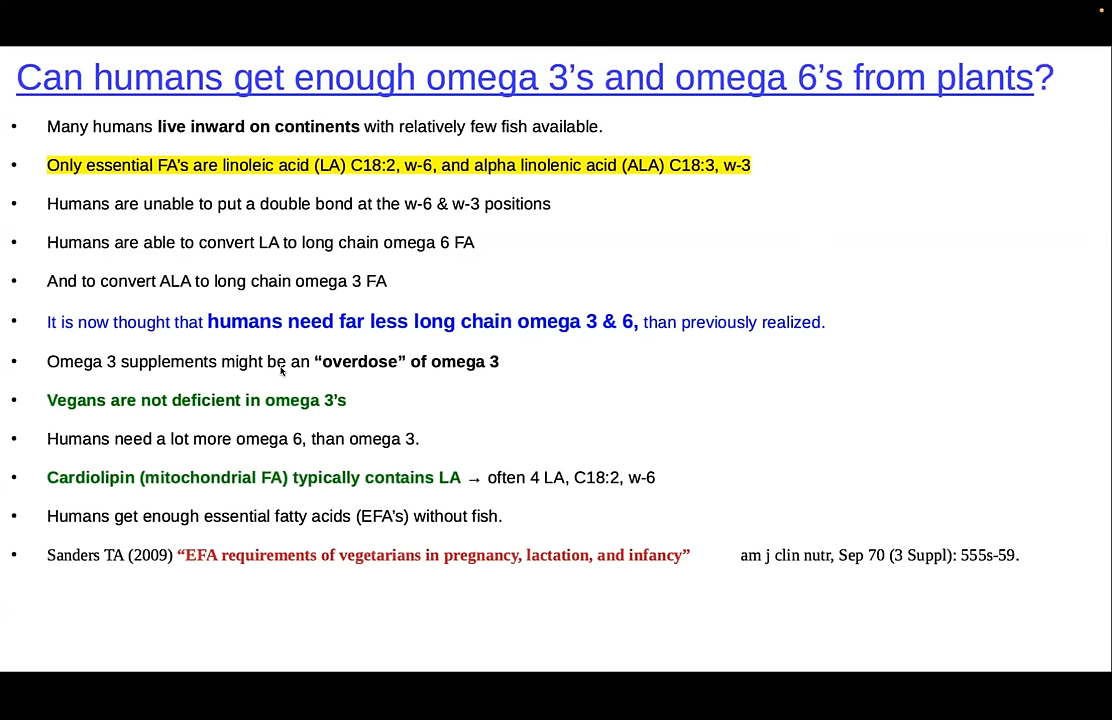 Can humans get enough omega 3's and omega 6's from plants?
• Many humans live inward on continents with relatively few fish available.
• Only essential FA's are linoleic acid (LA) C18:2, w-6, and alpha linolenic acid (ALA) C18:3, w-3
• Humans are unable to put a double bond at the w-6 & w-3 positions
• Humans are able to convert LA to long chain omega 6 FA
• And to convert ALA to long chain omega 3 FA
• It is now thought that humans need far less long chain omega 3 & 6, than previously realized.
• Omega 3 supplements might be an “overdose” of omega 3
• Vegans are not deficient in omega 3’s
• Humans need a lot more omega 6, than omega 3.
• Cardiolipin (mitochondrial FA) typically contains LA → often 4 LA, C18:2, w-6
• Humans get enough essential fatty acids (EFA’s) without fish.
• Sanders TA (2009) “EFA requirements of vegetarians in pregnancy, lactation, and infancy” am j clin nutr, Sep 70 (3 Suppl): 555s-59.